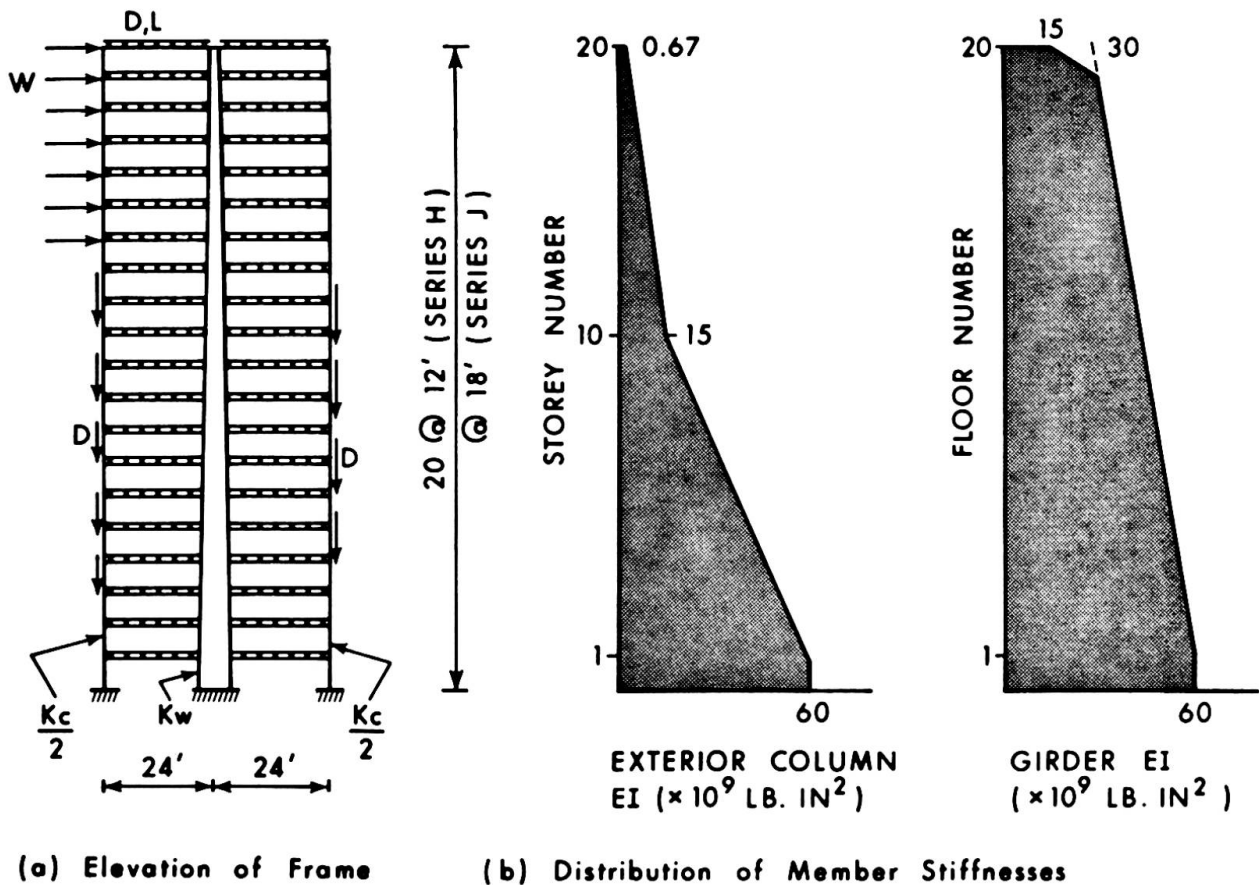 D,L
W
D
D
Kc
2
Kw
Kc
2
24'
24'
20 @ 12' (SERIES H)
@ 18' (SERIES J)
20
0.67
10
15
1
60
STOREY NUMBER
EXTERIOR COLUMN
EI (×10⁹ LB. IN²)
15
20
30
1
60
FLOOR NUMBER
GIRDER EI
(×10⁹ LB. IN²)
(a) Elevation of Frame
(b) Distribution of Member Stiffnesses